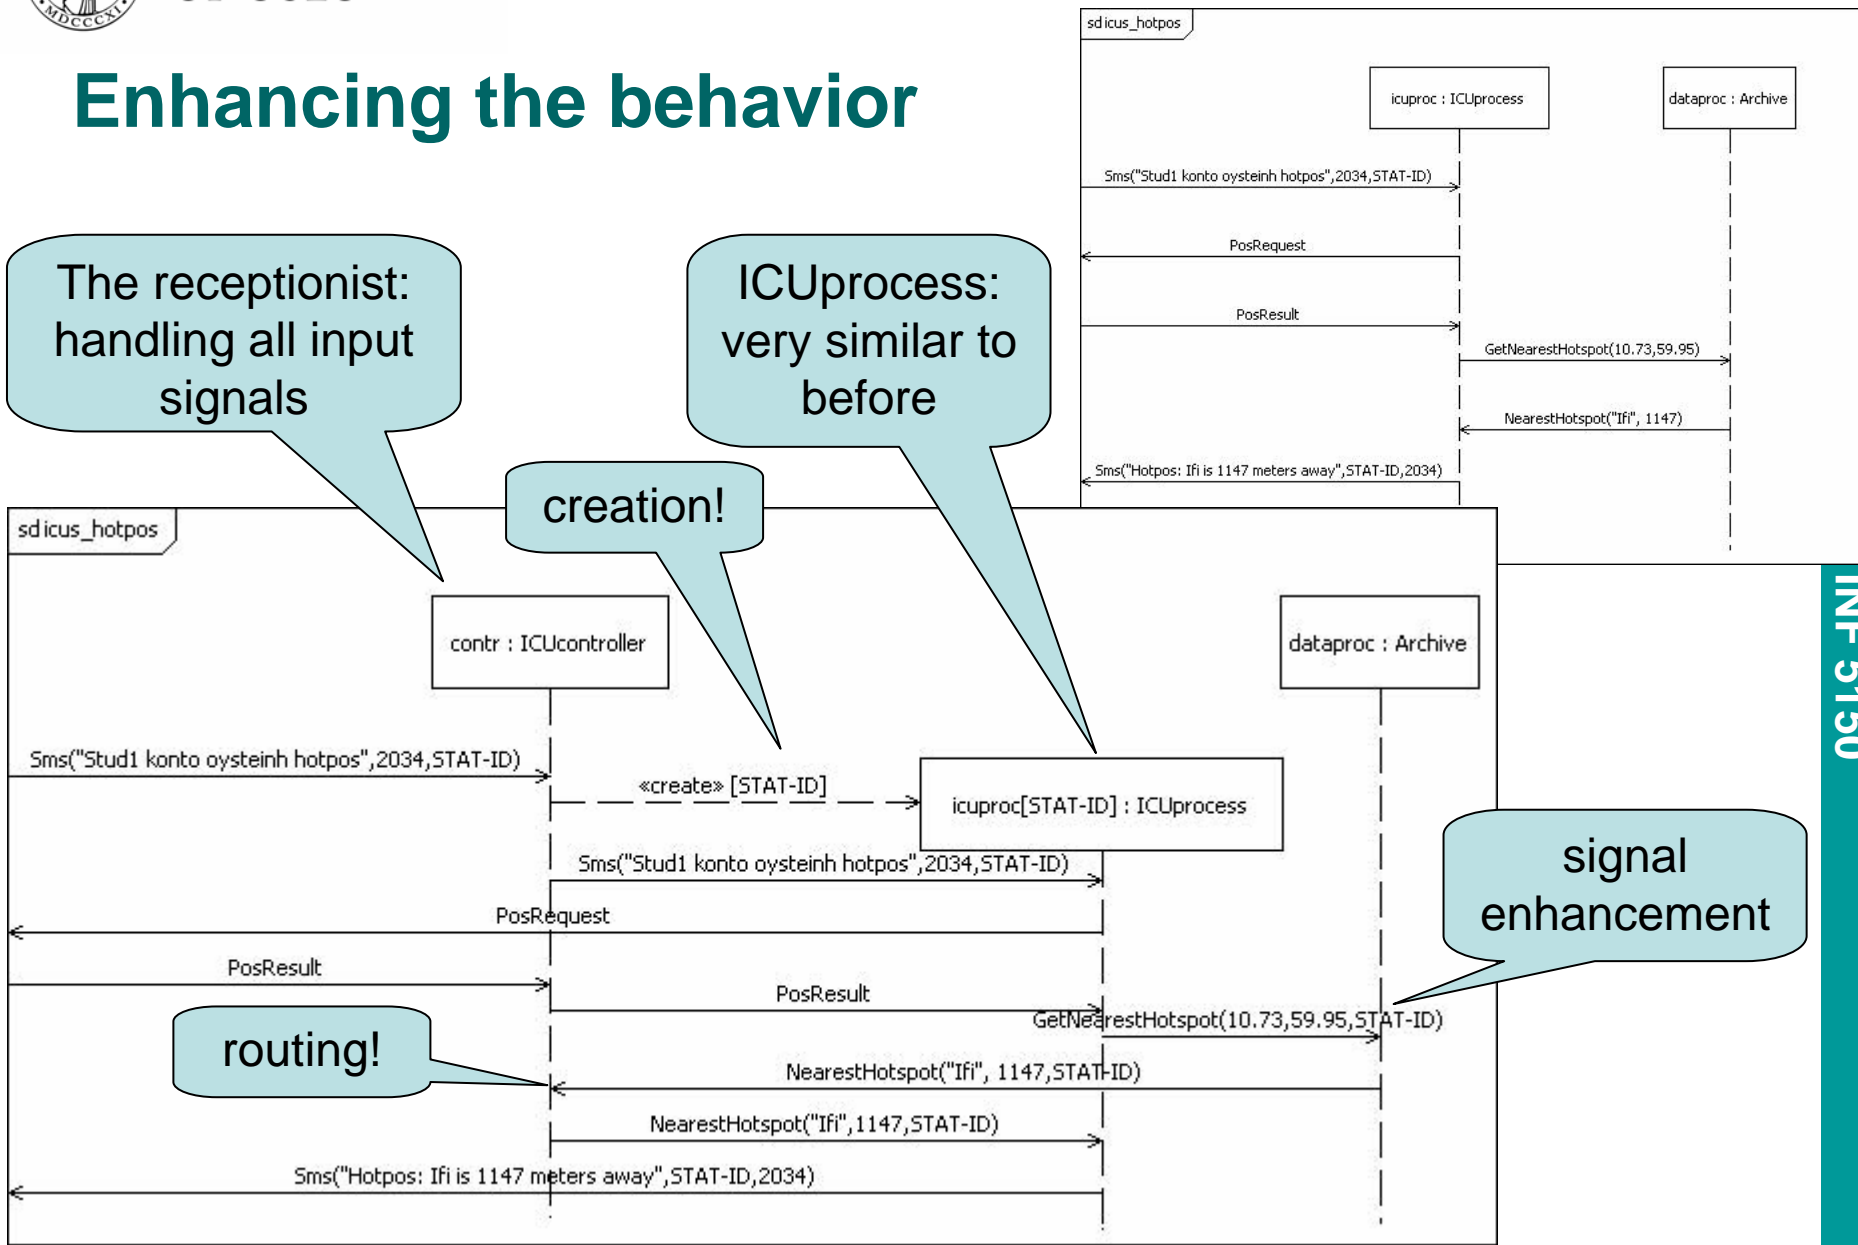 MDCCCXI
Enhancing the behavior
sd icus_hotpos
icuproc : ICUprocess
dataproc : Archive
Sms("Stud1 konto oysteinh hotpos",2034,STAT-ID)
PosRequest
PosResult
GetNearestHotspot(10.73,59.95)
NearestHotspot("Ifi", 1147)
Sms("Hotpos: Ifi is 1147 meters away",STAT-ID,2034)
The receptionist:
handling all input
signals
ICUprocess:
very similar to
before
creation!
sd icus_hotpos
contr : ICUcontroller
dataproc : Archive
Sms("Stud1 konto oysteinh hotpos",2034,STAT-ID)
«create» [STAT-ID]
icuproc[STAT-ID] : ICUprocess
Sms("Stud1 konto oysteinh hotpos",2034,STAT-ID)
PosRequest
PosResult
PosResult
GetNearestHotspot(10.73,59.95,STAT-ID)
signal
enhancement
routing!
NearestHotspot("Ifi", 1147,STAT-ID)
NearestHotspot("Ifi",1147,STAT-ID)
Sms("Hotpos: Ifi is 1147 meters away",STAT-ID,2034)
INF 5150